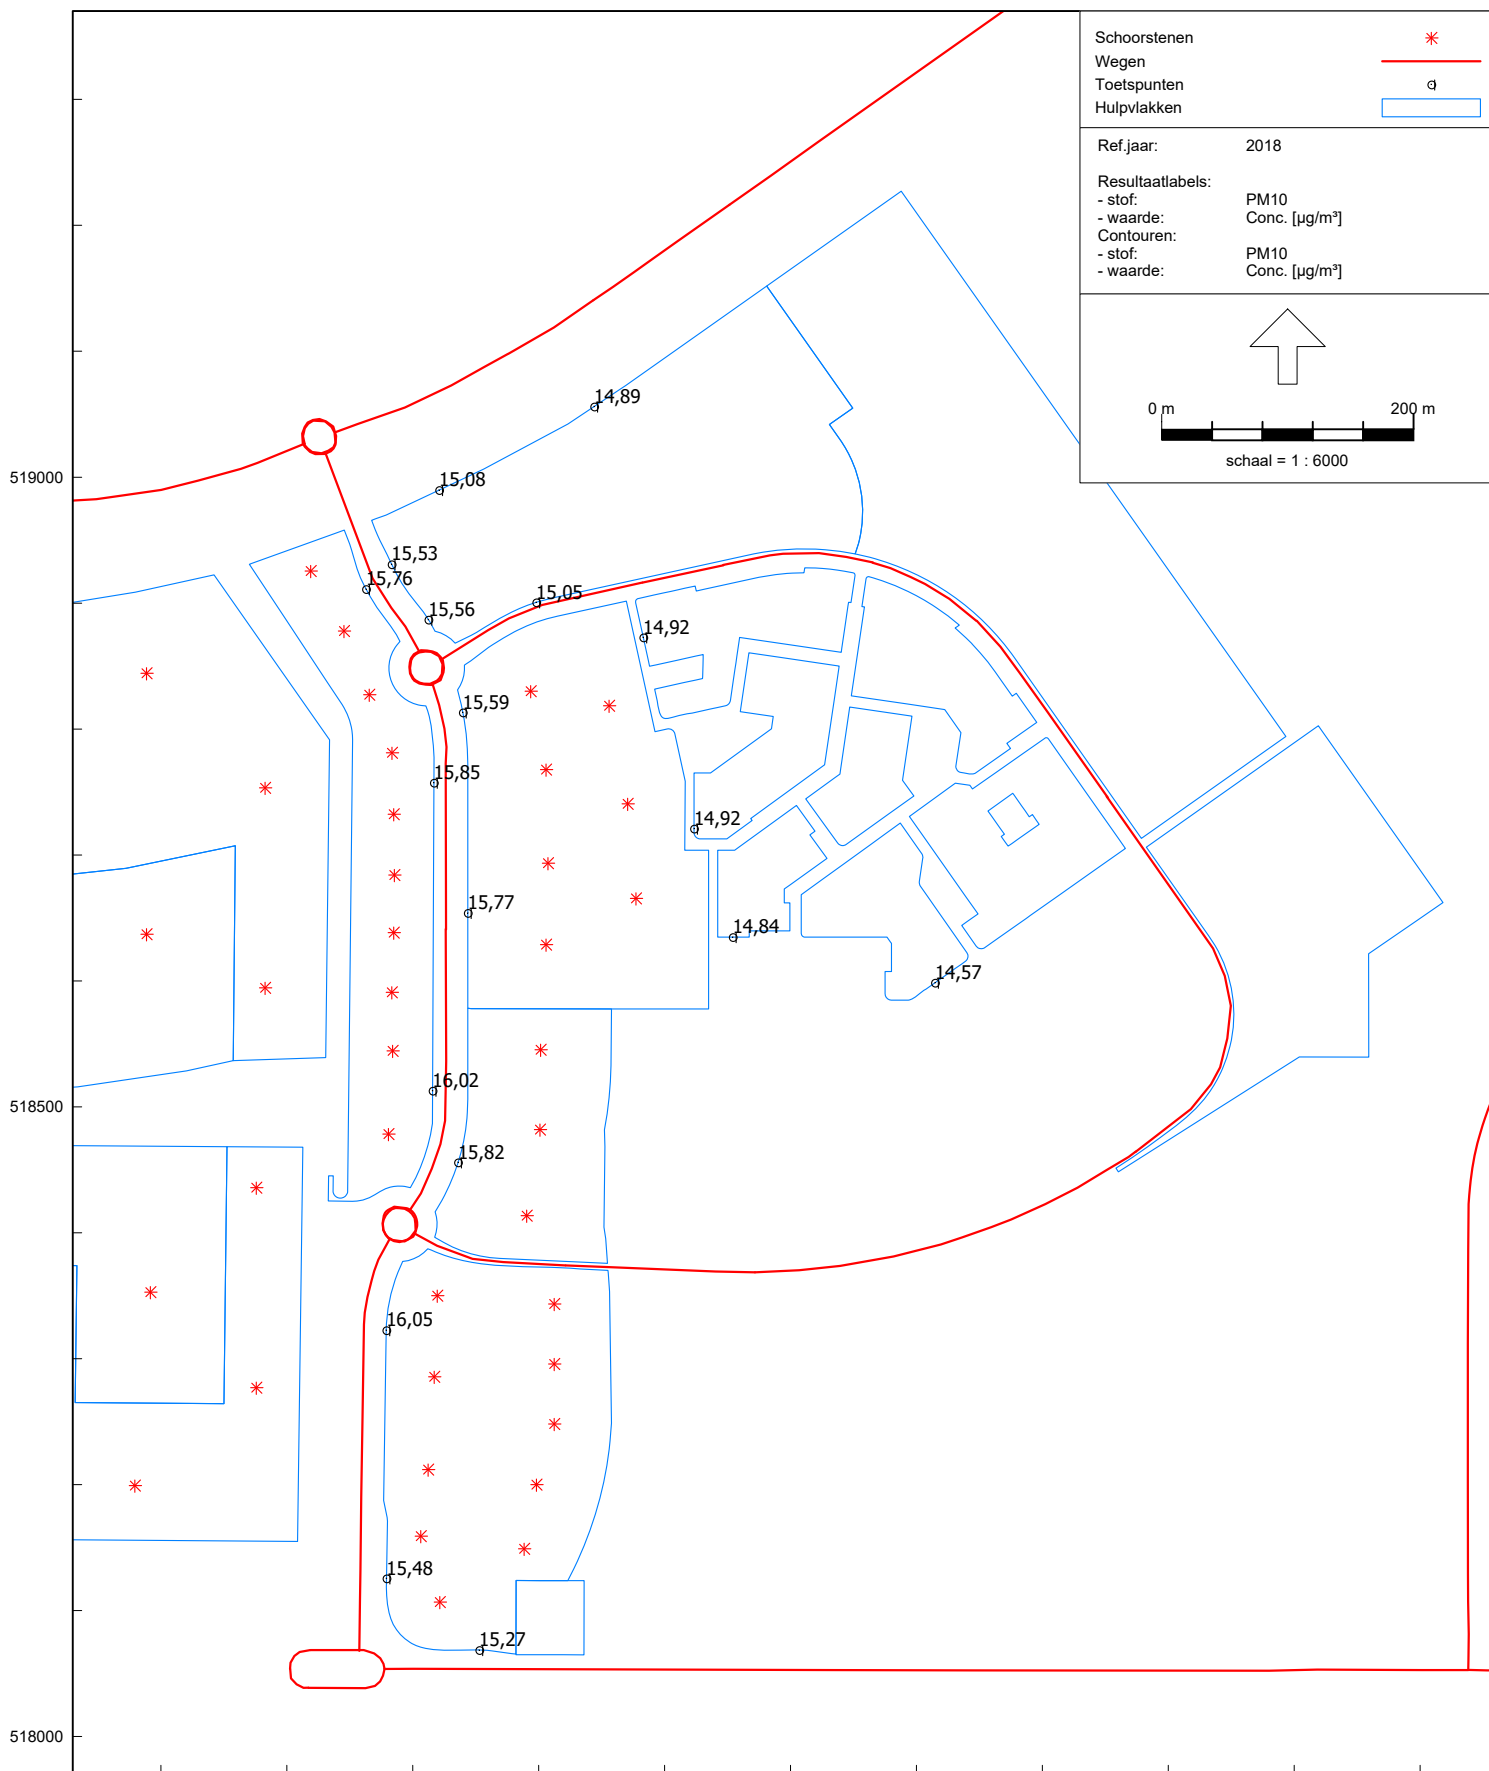 Schoorstenen
Wegen
Toetspunten
Hulpvlakken
Ref.jaar: 2018
Resultaatlabels:
- stof: PM10
- waarde: Conc. [µg/m³]
Contouren:
- stof: PM10
- waarde: Conc. [µg/m³]
0 m 200 m
schaal = 1 : 6000
14,89
519000
15,08
15,53
15,76
15,05
15,56
14,92
15,59
15,85
14,92
15,77
14,84
14,57
16,02
518500
15,82
16,05
15,48
15,27
518000